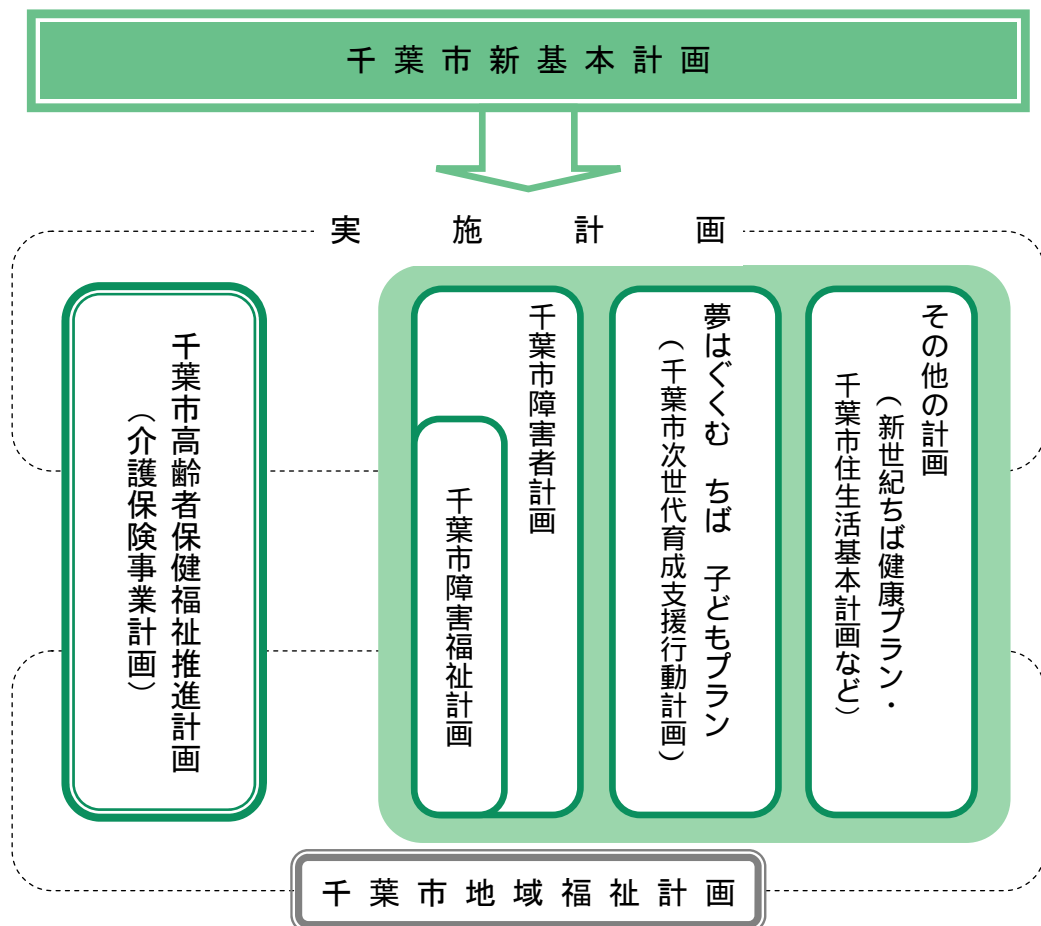 千葉市新基本計画
実施計画
千葉市高齢者保健福祉推進計画
（介護保険事業計画）
千葉市障害者計画
千葉市障害福祉計画
夢はぐくむ ちば 子どもプラン
（千葉市次世代育成支援行動計画）
その他の計画
（新世紀ちば健康プラン・
千葉市住生活基本計画など）
千葉市地域福祉計画